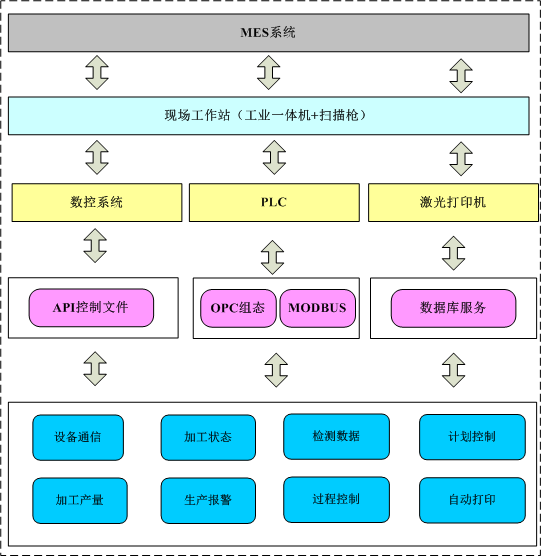 MES系统
现场工作站（工业一体机+扫描枪）
数控系统
PLC
激光打印机
API控制文件
OPC组态
MODBUS
数据库服务
设备通信
加工状态
检测数据
计划控制
加工产量
生产报警
过程控制
自动打印